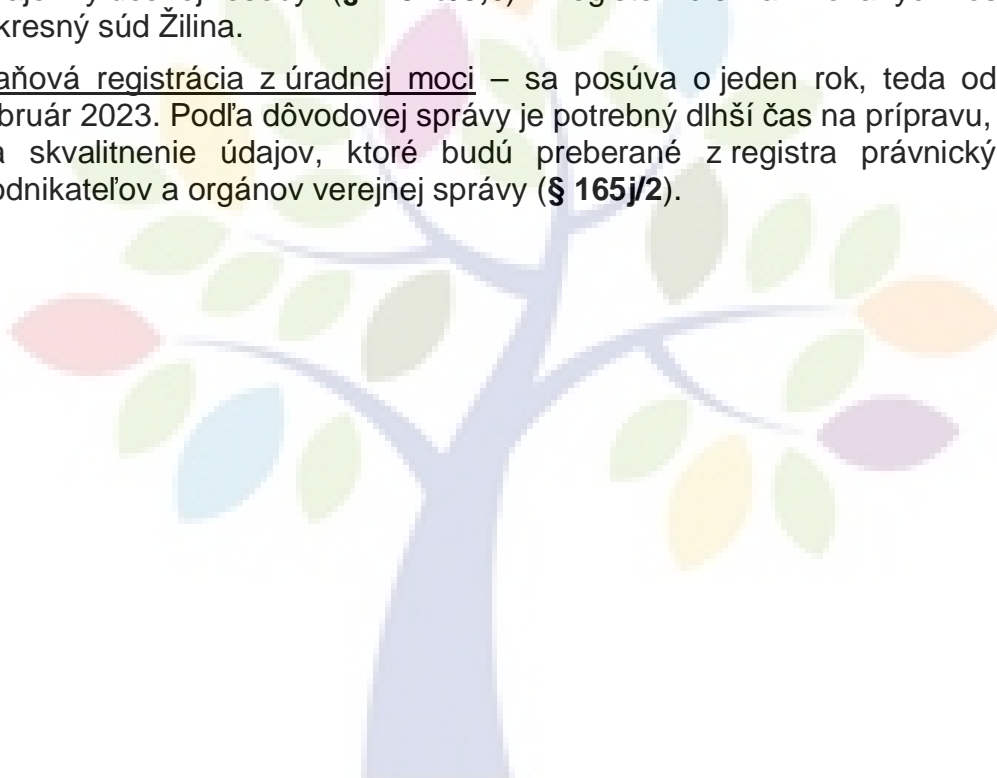 kresný súd Žilina.
aňová registrácia z úradnej moci – sa posúva o jeden rok, teda od
bruár 2023. Podľa dôvodovej správy je potrebný dlhší čas na prípravu,
a skvalitnenie údajov, ktoré budú preberané z registra právnický
odnikateľov a orgánov verejnej správy (§ 165j/2).